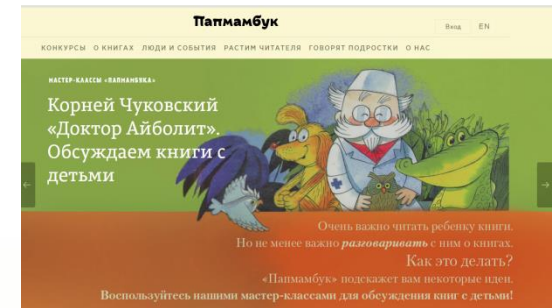 Папмамбук
Вход EN
КОНКУРСЫ О КНИГАХ ЛЮДИ И СОБЫТИЯ РАСТИМ ЧИТАТЕЛЯ ГОВОРЯТ ПОДРОСТКИ О НАС
МАСТЕР-КЛАССЫ «ПАПМАМБУКА»
Корней Чуковский
«Доктор Айболит».
Обсуждаем книги с
детьми
Очень важно читать ребенку книги.
Но не менее важно разговаривать с ним о книгах.
Как это делать?
«Папмамбук» подскажет вам некоторые идеи.
Воспользуйтесь нашими мастер-классами для обсуждения книг с детьми!